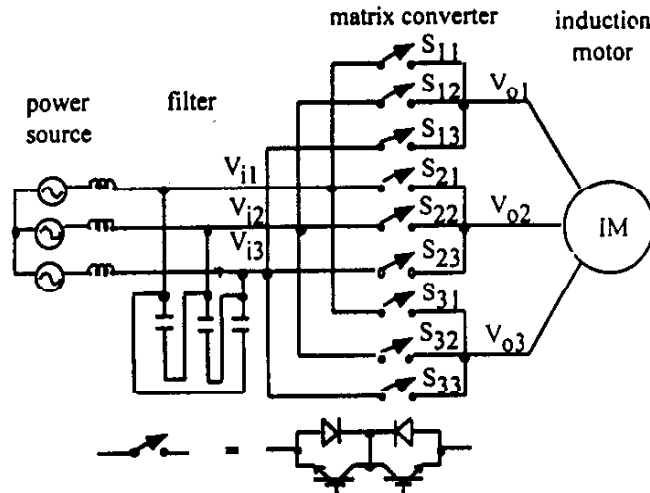 matrix converter
induction
motor
power
source
filter
S11
S12
S13
S21
S22
S23
S31
S32
S33
Vi1
Vi2
Vi3
Vo1
Vo2
Vo3
IM
=